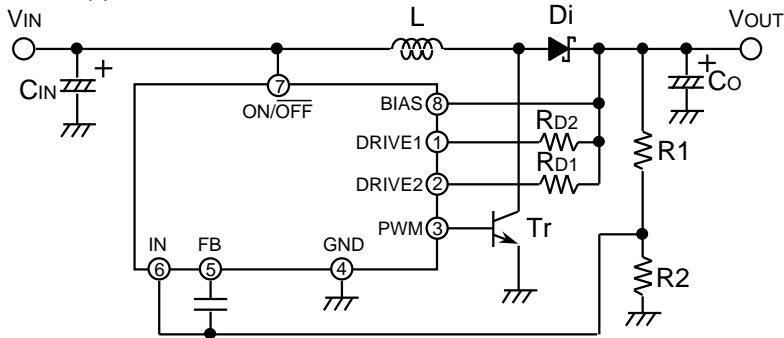 VIN
L
Di
VOUT
CIN
+
7
ON/OFF
BIAS
8
+
CO
DRIVE1
1
RD2
R1
DRIVE2
2
RD1
PWM
3
Tr
IN
FB
GND
6
5
4
R2